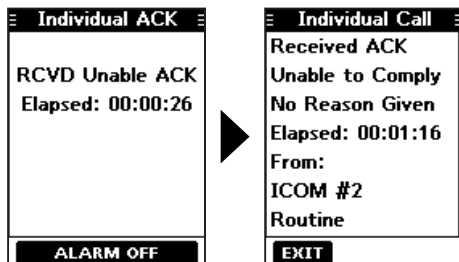 Individual ACK
RCVD Unable ACK
Elapsed: 00:00:26
ALARM OFF
Individual Call
Received ACK
Unable to Comply
No Reason Given
Elapsed: 00:01:16
From:
ICOM #2
Routine
EXIT